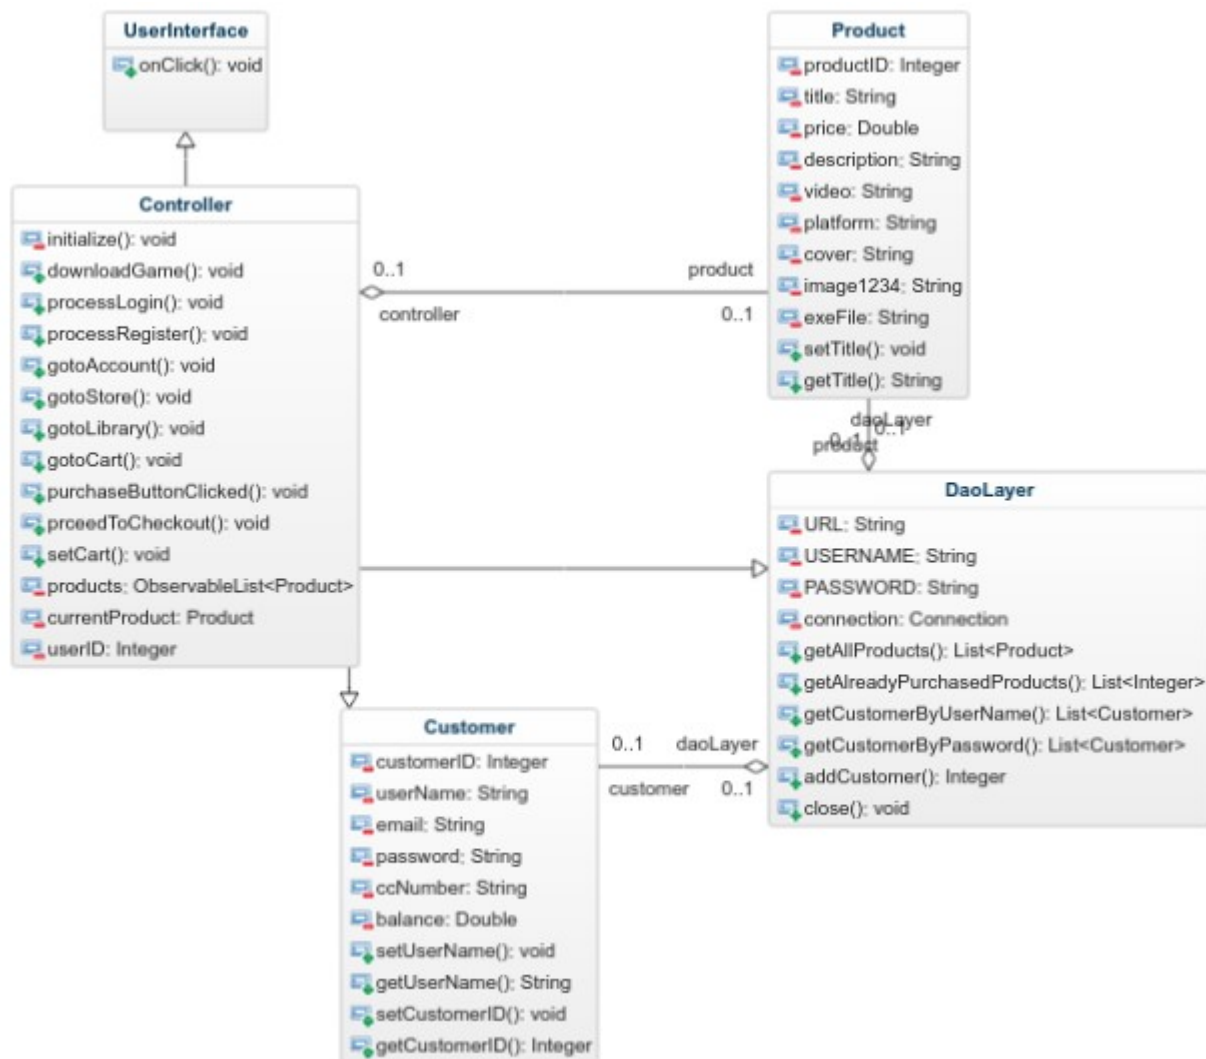 UserInterface
onClick(): void
Product
productID: Integer
title: String
price: Double
description: String
video: String
platform: String
cover: String
image1234: String
exeFile: String
setTitle(): void
getTitle(): String
Controller
initialize(): void
downloadGame(): void
processLogin(): void
processRegister(): void
gotoAccount(): void
gotoStore(): void
gotoLibrary(): void
gotoCart(): void
purchaseButtonClicked(): void
prceedToCheckout(): void
setCart(): void
products: ObservableList<Product>
currentProduct: Product
userID: Integer
0..1
product
controller
0..1
daoLayer
0..1
0..1
product
DaoLayer
URL: String
USERNAME: String
PASSWORD: String
connection: Connection
getAllProducts(): List<Product>
getAlreadyPurchasedProducts(): List<Integer>
getCustomerByUserName(): List<Customer>
getCustomerByPassword(): List<Customer>
addCustomer(): Integer
close(): void
Customer
customerID: Integer
userName: String
email: String
password: String
ccNumber: String
balance: Double
setUserName(): void
getUserName(): String
setCustomerID(): void
getCustomerID(): Integer
0..1
daoLayer
customer
0..1